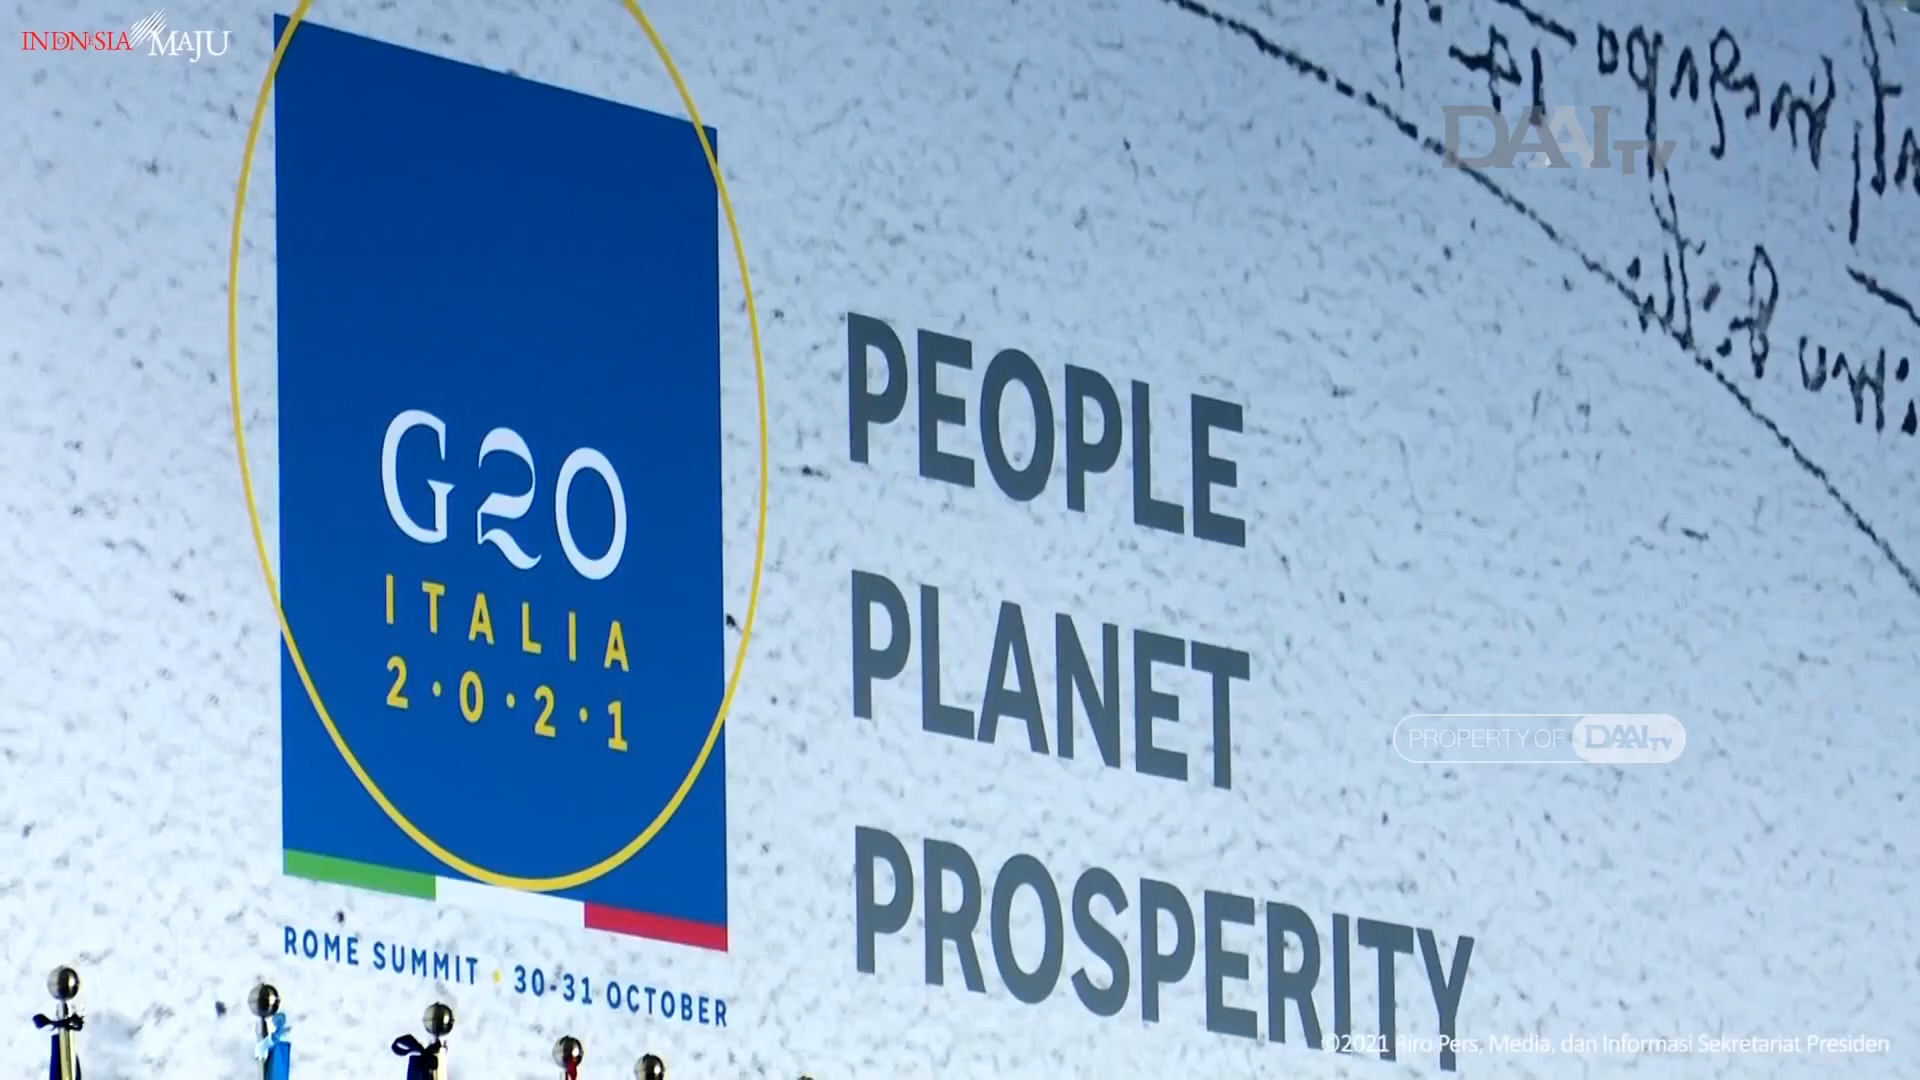 INDONESIA MAJU
DAAI TV
G20
ITALIA
2·0·2·1
ROME SUMMIT · 30-31 OCTOBER
PEOPLE
PLANET
PROSPERITY
PROPERTY OF DAAI TV
©2021 Biro Pers, Media, dan Informasi Sekretariat Presiden